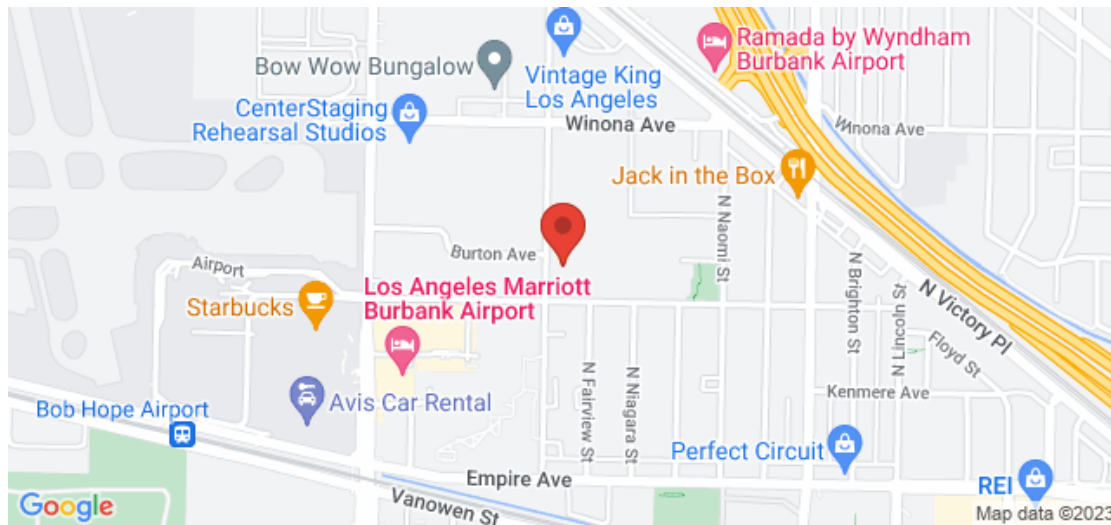 Ramada by Wyndham
Burbank Airport
Bow Wow Bungalow
Vintage King
Los Angeles
CenterStaging
Rehearsal Studios
Winona Ave
Winona Ave
Jack in the Box
N Naomi St
Burton Ave
Airport
Los Angeles Marriott
Burbank Airport
Starbucks
N Brighton St
N Lincoln St
N Victory Pl
Floyd St
N Fairview St
N Niagara St
Kenmere Ave
Avis Car Rental
Bob Hope Airport
Perfect Circuit
Empire Ave
REI
Vanowen St
Google
Map data ©2023